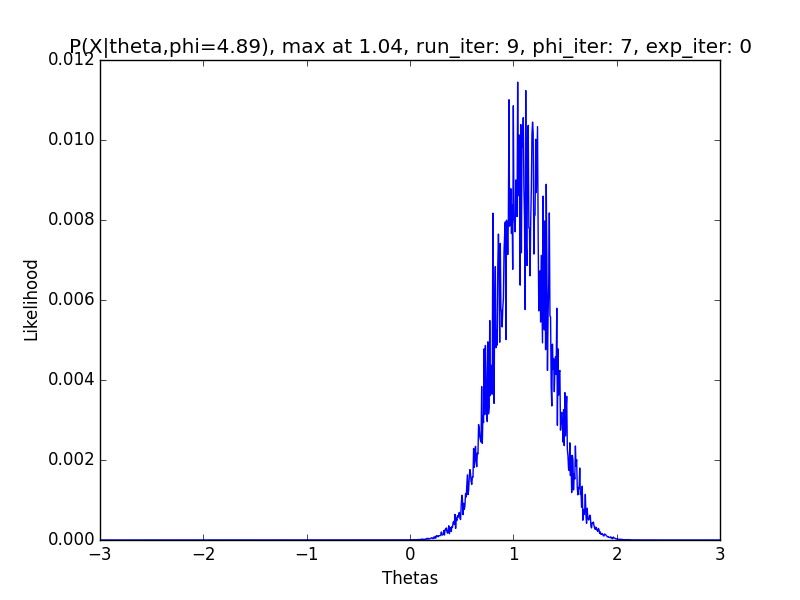 P(X|theta,phi=4.89), max at 1.04, run_iter: 9, phi_iter: 7, exp_iter: 0
0.012
0.010
0.008
0.006
0.004
0.002
0.000
Likelihood
−3 −2 −1 0 1 2 3
Thetas